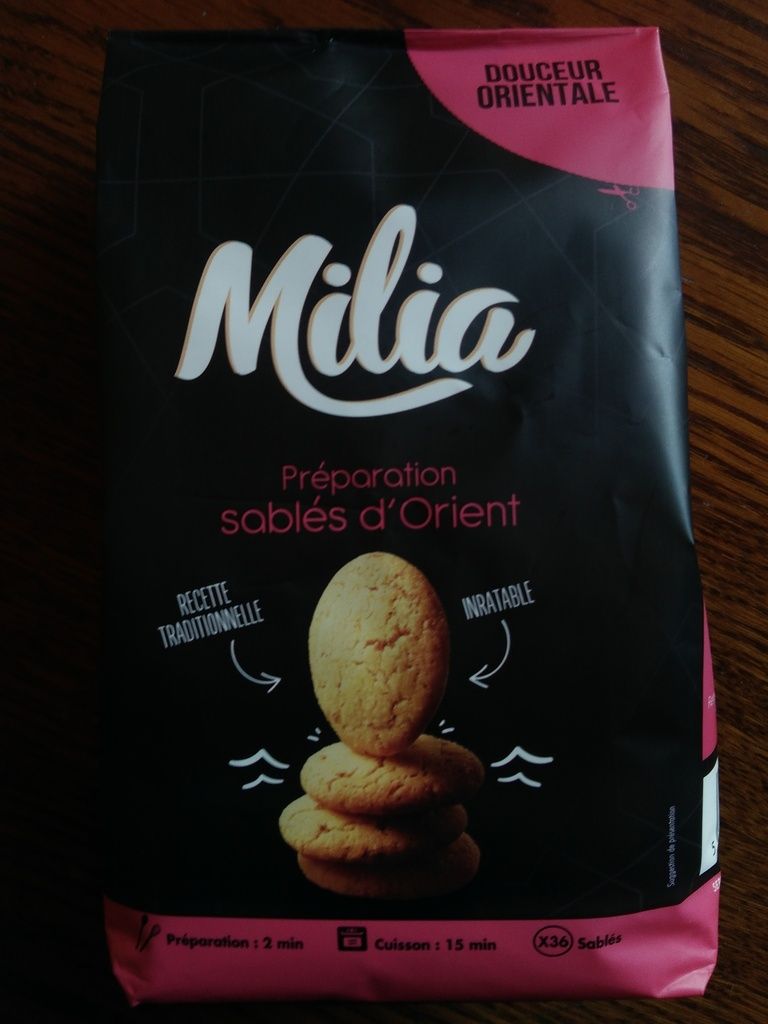 DOUCEUR
ORIENTALE
Milia
Préparation
sablés d'Orient
RECETTE
TRADITIONNELLE
INRATABLE
Suggestion de présentation
Préparation : 2 min
Cuisson : 15 min
X36 Sablés
5